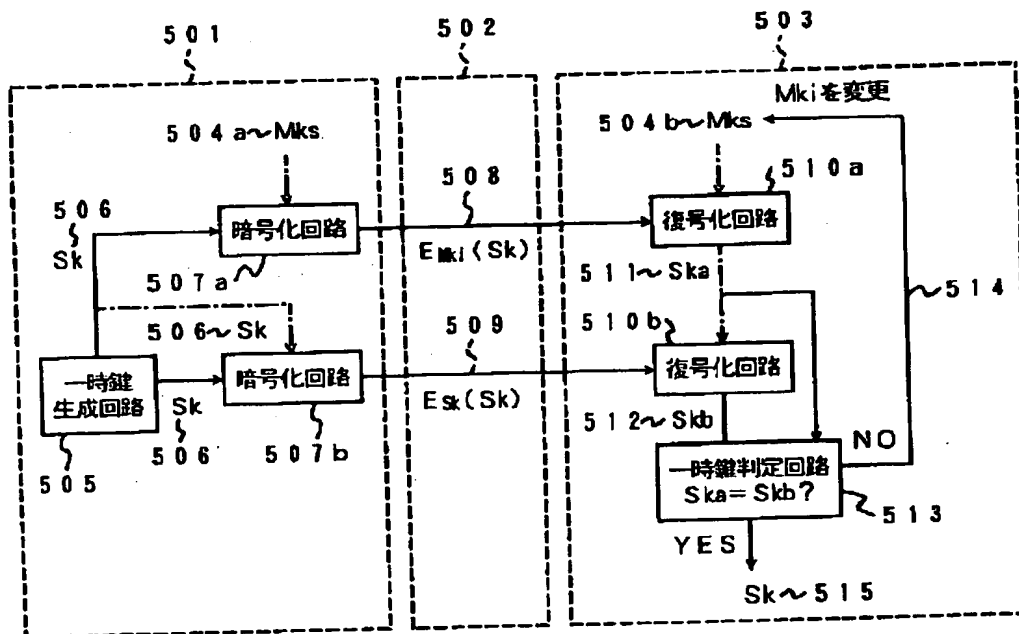 501
502
503
Mkiを変更
504a～Mks
504b～Mks
510a
506
Sk
暗号化回路
508
EMki(Sk)
復号化回路
507a
511～Ska
514
506～Sk
509
510b
一時鍵
生成回路
Sk
暗号化回路
ESk(Sk)
復号化回路
512～Skb
505
506
507b
NO
一時鍵判定回路
Ska=Skb?
513
YES
Sk～515